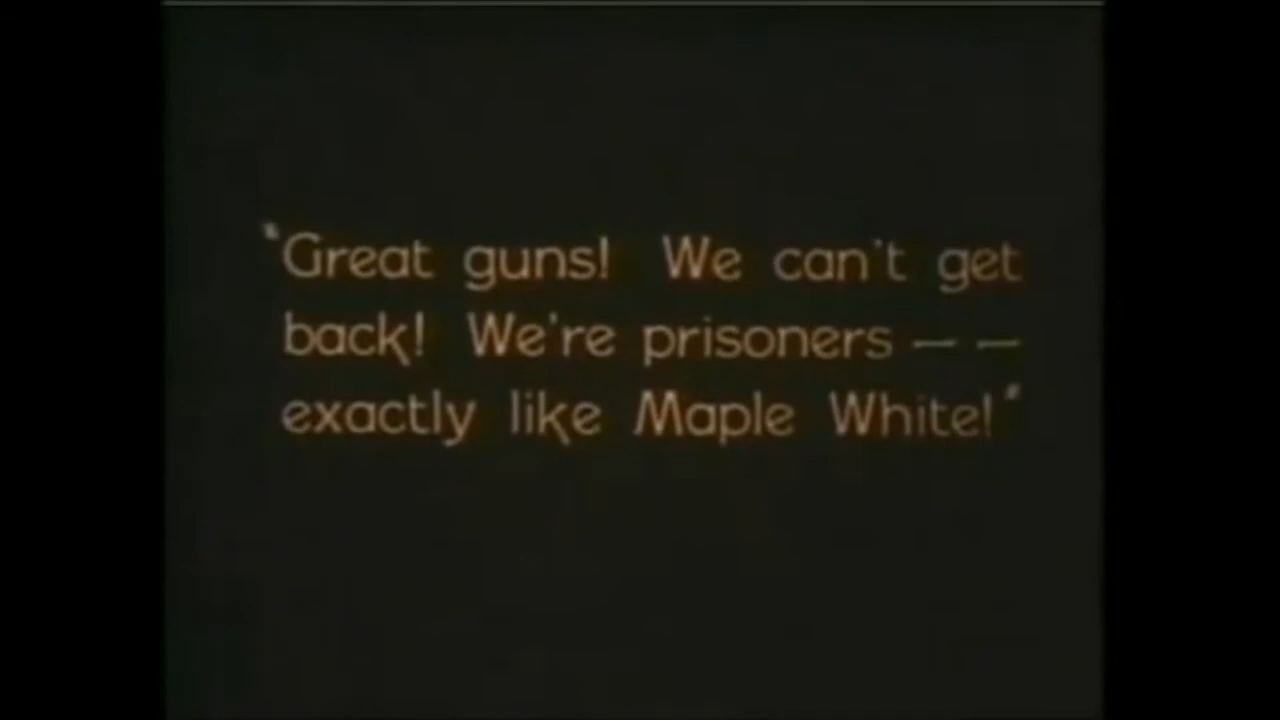 "Great guns! We can't get
back! We're prisoners — —
exactly like Maple White!"